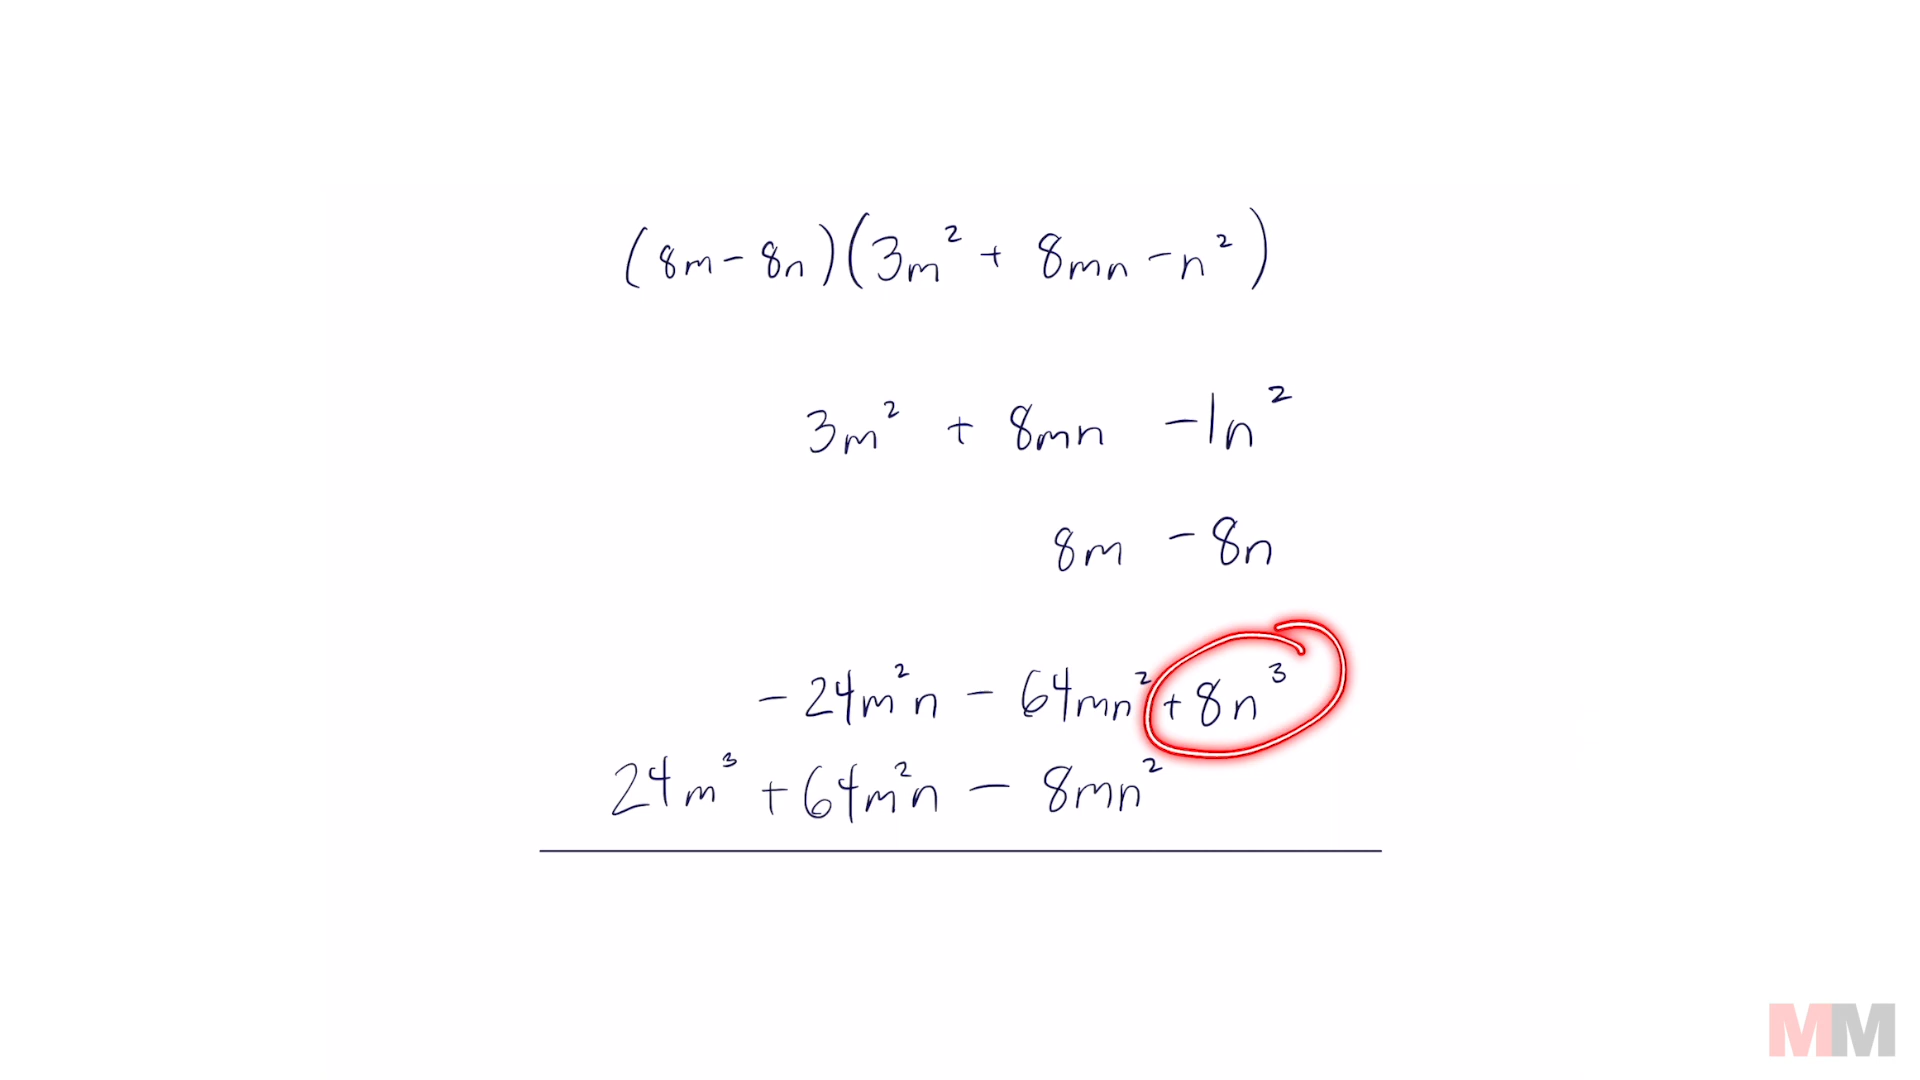 (8m - 8n)(3m² + 8mn - n²)
3m² + 8mn - 1n²
8m - 8n
- 24m²n - 64mn² + 8n³
24m³ + 64m²n - 8mn²
MM